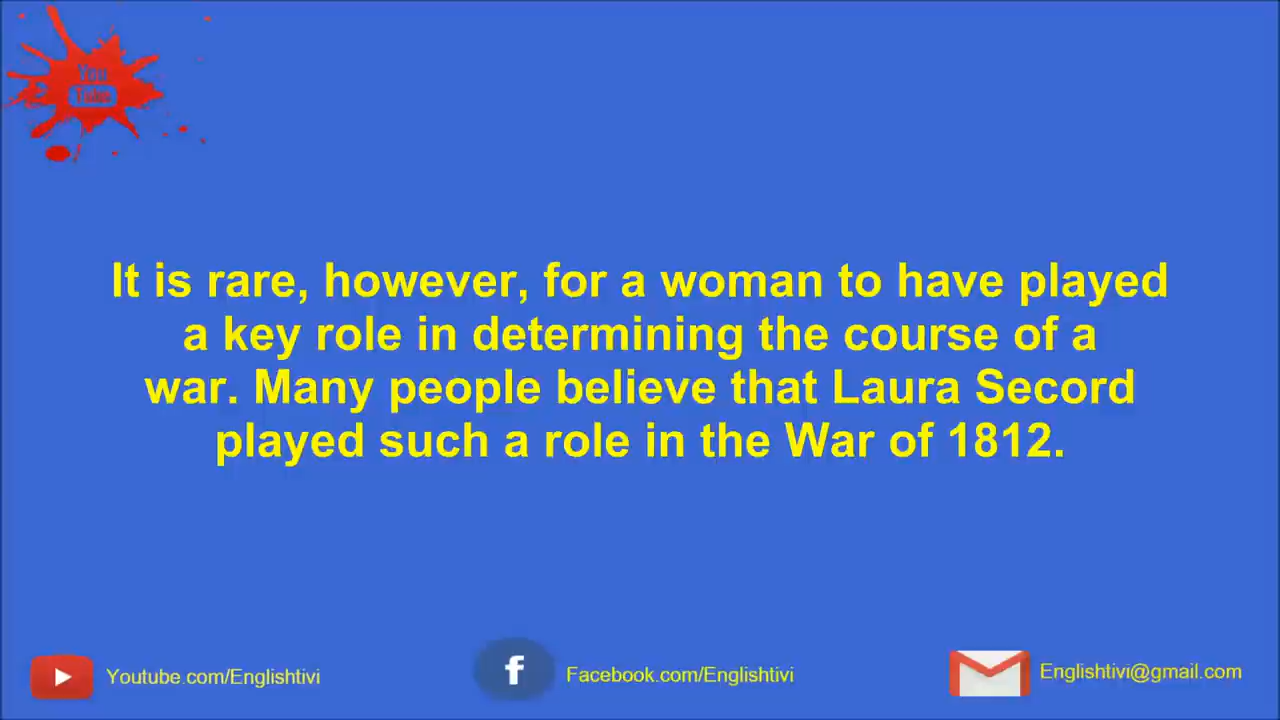 You
Tube
It is rare, however, for a woman to have played
a key role in determining the course of a
war. Many people believe that Laura Secord
played such a role in the War of 1812.
Youtube.com/Englishtivi
f
Facebook.com/Englishtivi
Englishtivi@gmail.com